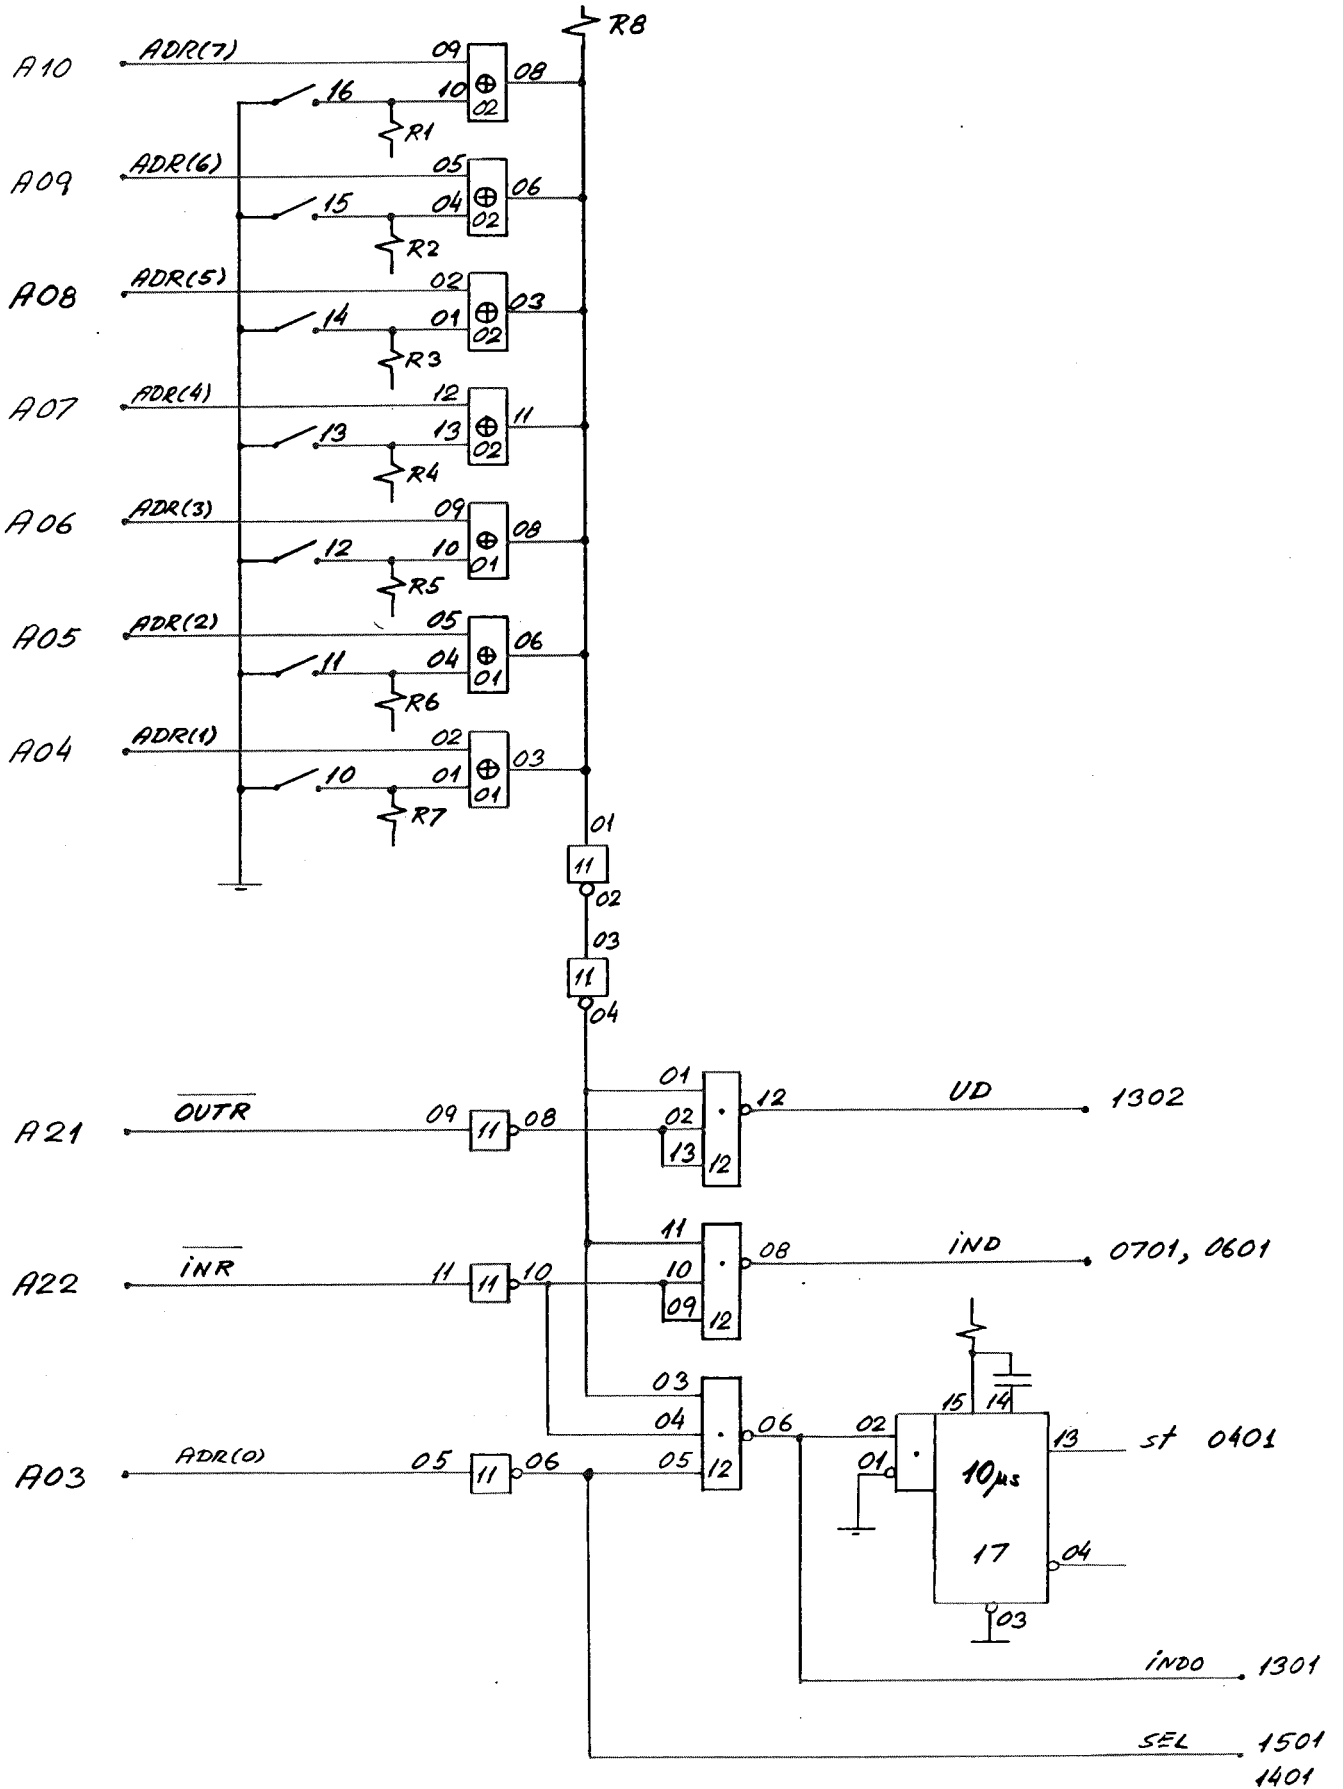 R8
A10 ADR(7) 09 08
16 10 ⊕ 02
R1
A09 ADR(6) 05 06
15 04 ⊕ 02
R2
A08 ADR(5) 02 03
14 01 ⊕ 02
R3
A07 ADR(4) 12 11
13 13 ⊕ 02
R4
A06 ADR(3) 09 08
12 10 ⊕ 01
R5
A05 ADR(2) 05 06
11 04 ⊕ 01
R6
A04 ADR(1) 02 03
10 01 ⊕ 01
R7
01
11
02
03
11
04
01 12 UD 1302
A21 OUTR 09 11 08 02
13 12
11 08 IND 0701, 0601
A22 INR 11 11 10 10
09 12
03 15 14
04 06 02 13 st 0401
A03 ADR(0) 05 11 06 05 12 01 10μs
17 04
03
INDO 1301
SEL 1501
1401